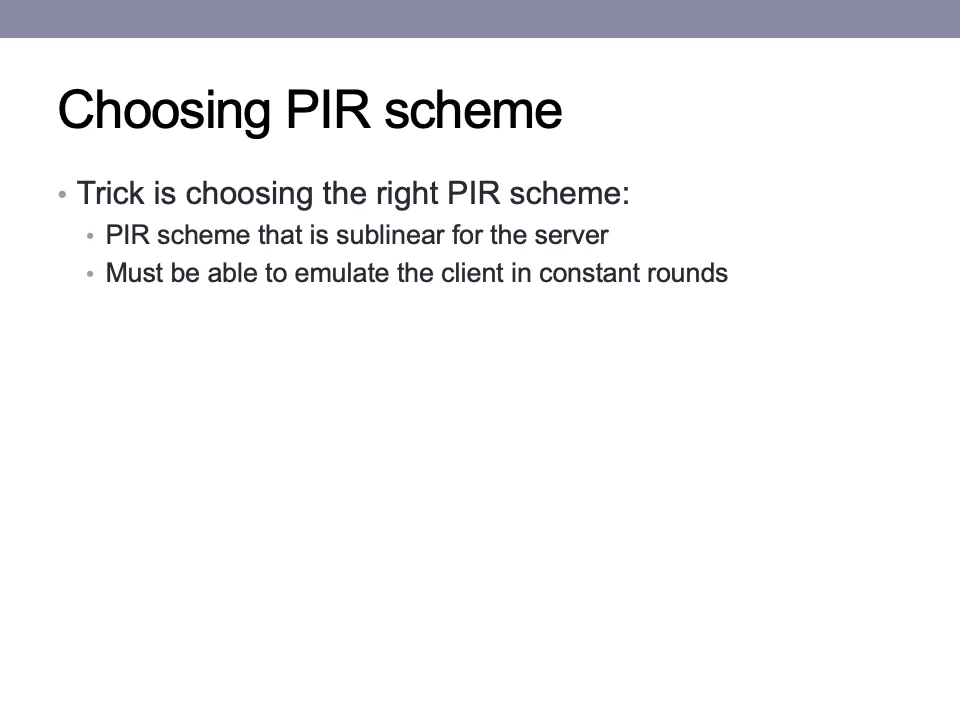 Choosing PIR scheme
• Trick is choosing the right PIR scheme:
• PIR scheme that is sublinear for the server
• Must be able to emulate the client in constant rounds